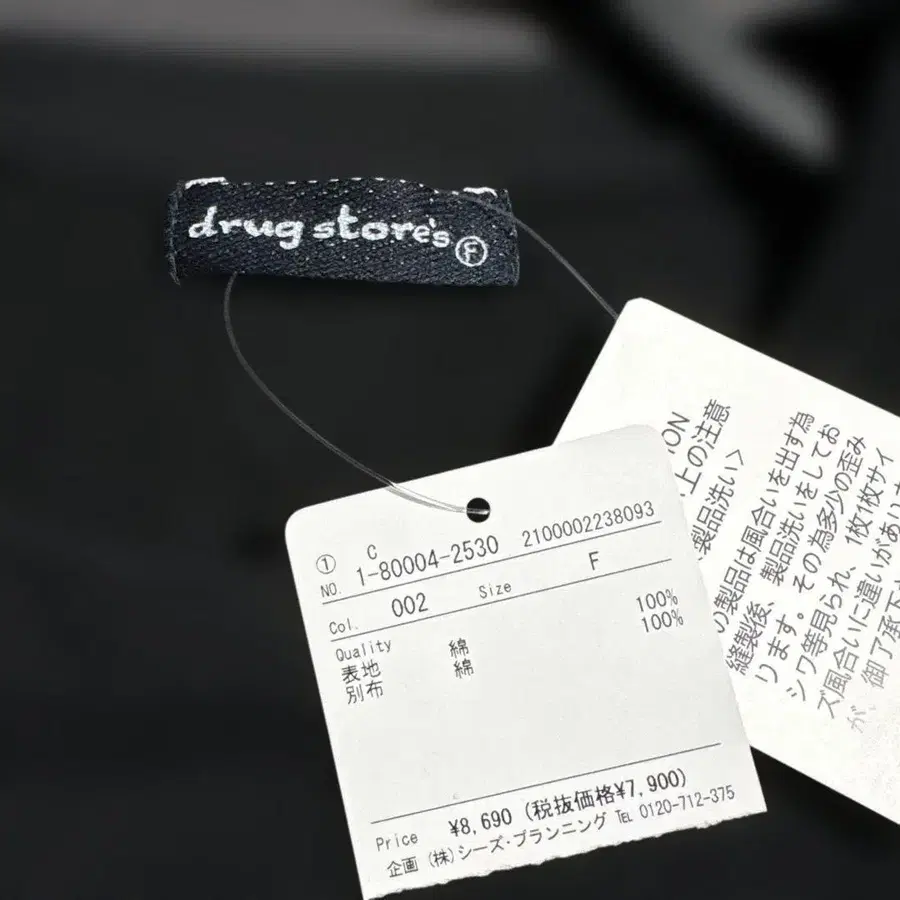 drug store's Ⓕ
① C
NO. 1-80004-2530 2100002238093
Col. 002 Size F
Quality
表地 綿 100%
別布 綿 100%
Price ¥8,690 (税抜価格¥7,900)
企画 (株)シーズ・プランニング TEL 0120-712-375
ION
上の注意
製品洗い>
の製品は風合いを出す為
縫製後、製品洗いをしてお
ります。その為多少の歪み
シワ等見られ、1枚1枚サイ
ズ風合いに違いがあり
が、御了承下